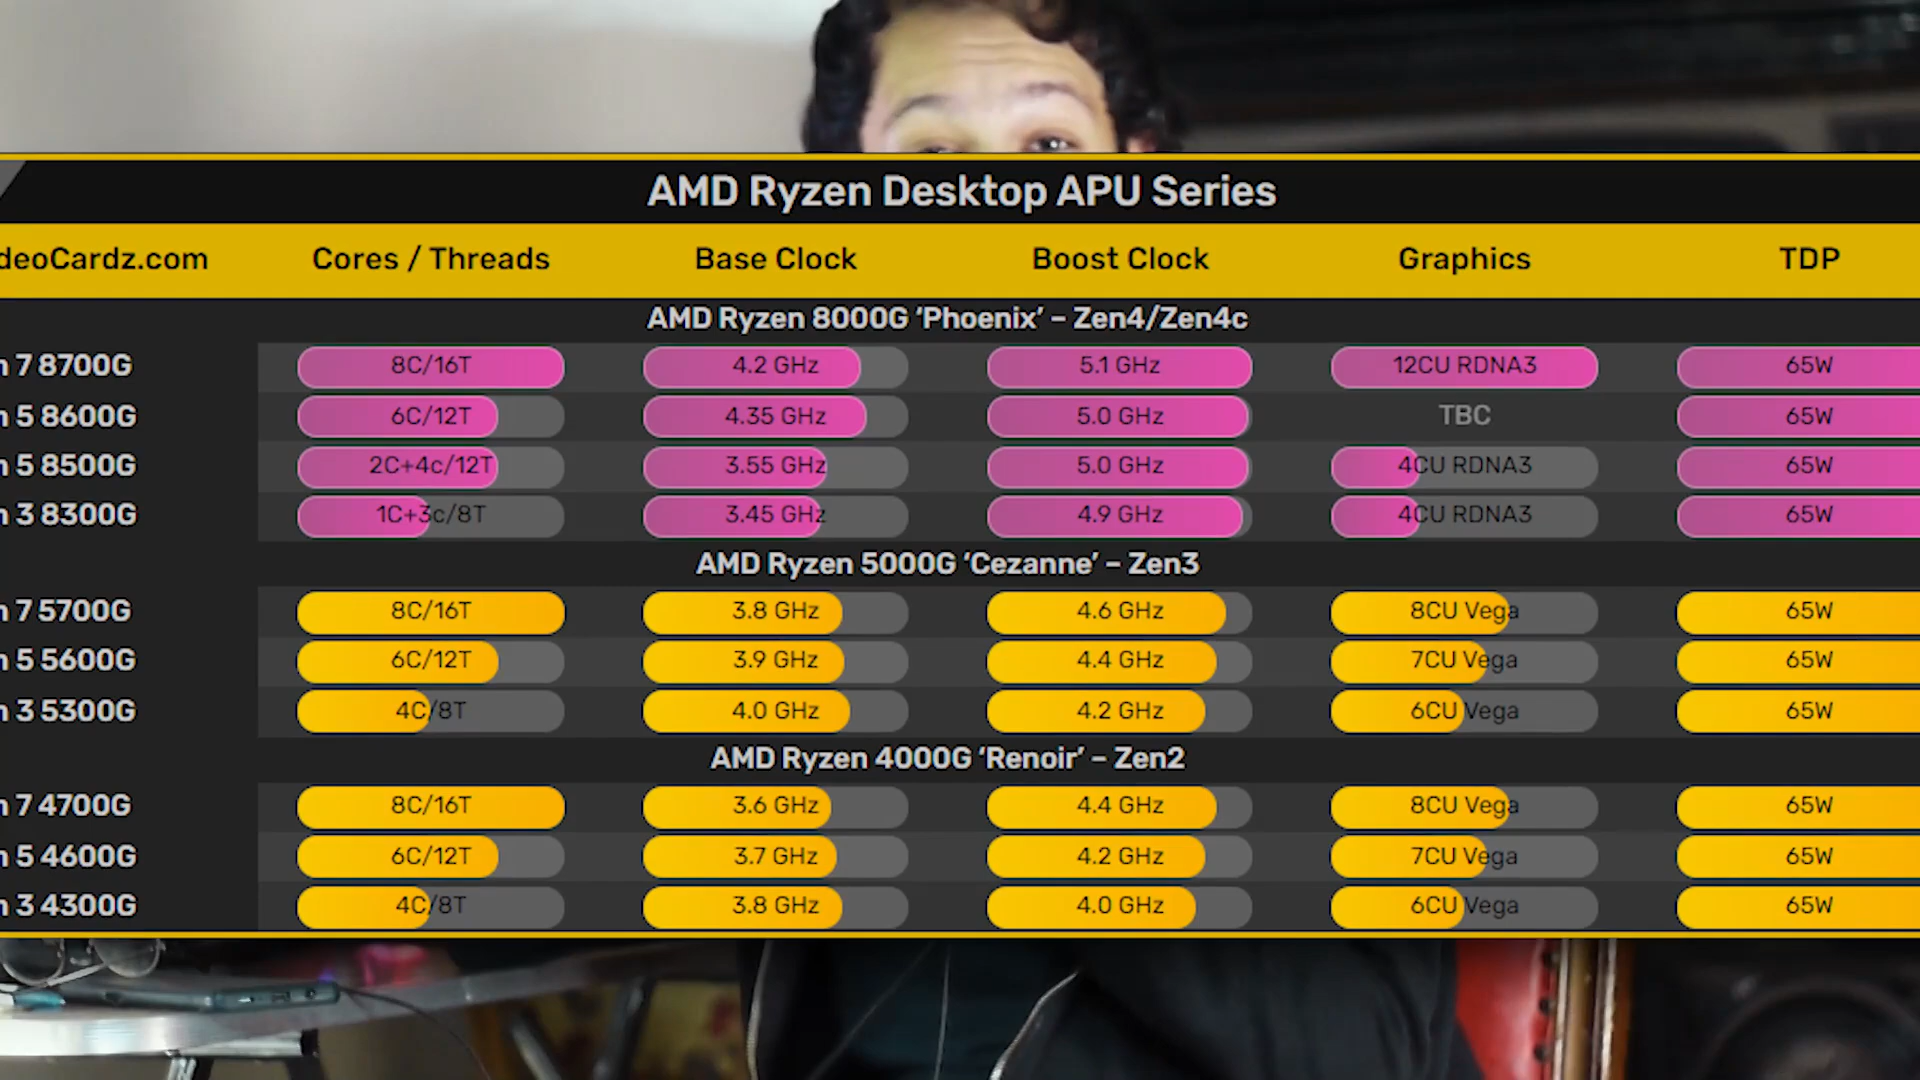 AMD Ryzen Desktop APU Series
deoCardz.com Cores / Threads Base Clock Boost Clock Graphics TDP
AMD Ryzen 8000G ‘Phoenix’ – Zen4/Zen4c
n 7 8700G 8C/16T 4.2 GHz 5.1 GHz 12CU RDNA3 65W
n 5 8600G 6C/12T 4.35 GHz 5.0 GHz TBC 65W
n 5 8500G 2C+4c/12T 3.55 GHz 5.0 GHz 4CU RDNA3 65W
n 3 8300G 1C+3c/8T 3.45 GHz 4.9 GHz 4CU RDNA3 65W
AMD Ryzen 5000G ‘Cezanne’ – Zen3
n 7 5700G 8C/16T 3.8 GHz 4.6 GHz 8CU Vega 65W
n 5 5600G 6C/12T 3.9 GHz 4.4 GHz 7CU Vega 65W
n 3 5300G 4C/8T 4.0 GHz 4.2 GHz 6CU Vega 65W
AMD Ryzen 4000G ‘Renoir’ – Zen2
n 7 4700G 8C/16T 3.6 GHz 4.4 GHz 8CU Vega 65W
n 5 4600G 6C/12T 3.7 GHz 4.2 GHz 7CU Vega 65W
n 3 4300G 4C/8T 3.8 GHz 4.0 GHz 6CU Vega 65W